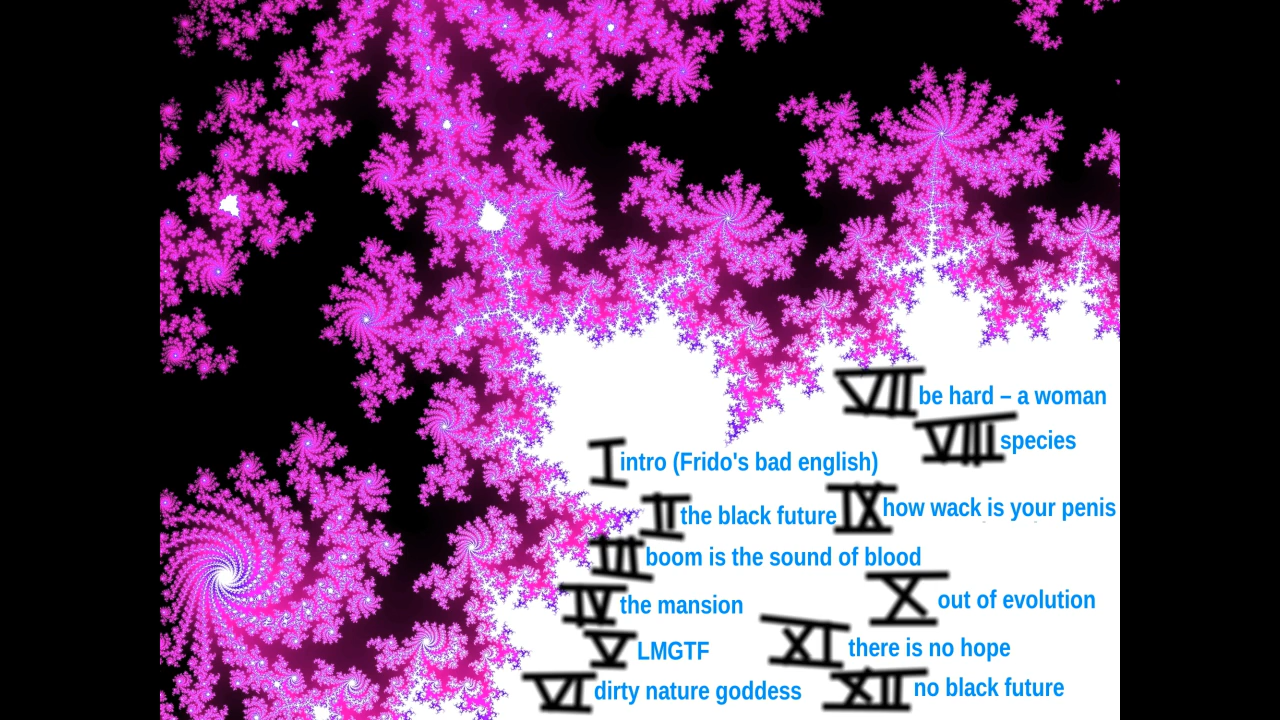 I intro (Frido's bad english)
II the black future
III boom is the sound of blood
IV the mansion
V LMGTF
VI dirty nature goddess
VII be hard – a woman
VIII species
IX how wack is your penis
X out of evolution
XI there is no hope
XII no black future